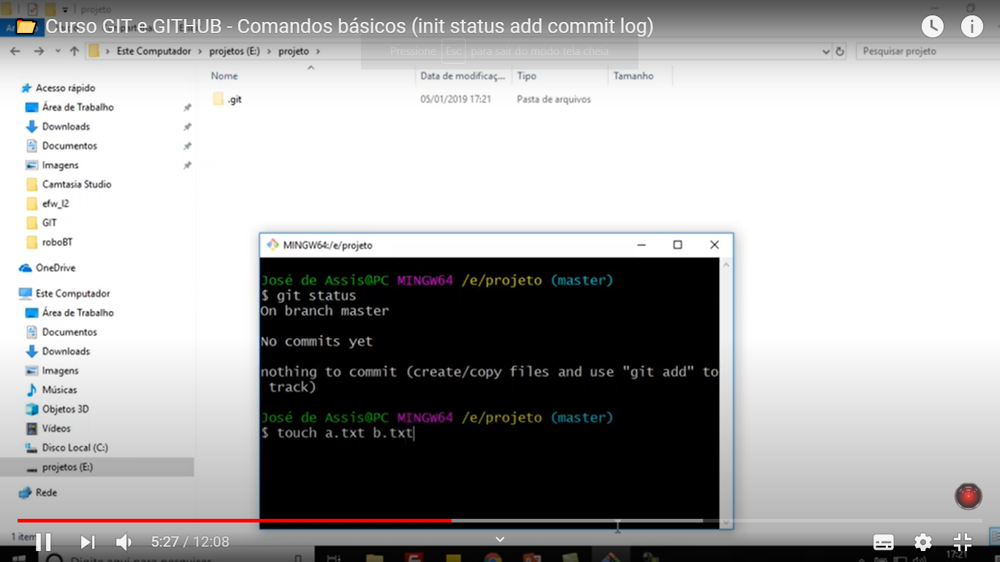 projeto
Curso GIT e GITHUB - Comandos básicos (init status add commit log)
Este Computador > projetos (E:) > projeto >
Pesquisar projeto
Pressione Esc para sair do modo tela cheia
Nome
Data de modificaç...
Tipo
Tamanho
.git
05/01/2019 17:21
Pasta de arquivos
Acesso rápido
Área de Trabalho
Downloads
Documentos
Imagens
Camtasia Studio
efw_l2
GIT
roboBT
OneDrive
Este Computador
Área de Trabalho
Documentos
Downloads
Imagens
Músicas
Objetos 3D
Vídeos
Disco Local (C:)
projetos (E:)
Rede
MINGW64:/e/projeto
José de Assis@PC MINGW64 /e/projeto (master)
$ git status
On branch master
No commits yet
nothing to commit (create/copy files and use "git add" to
track)
José de Assis@PC MINGW64 /e/projeto (master)
$ touch a.txt b.txt
5:27 / 12:08
Digite aqui para pesquisar
17:21